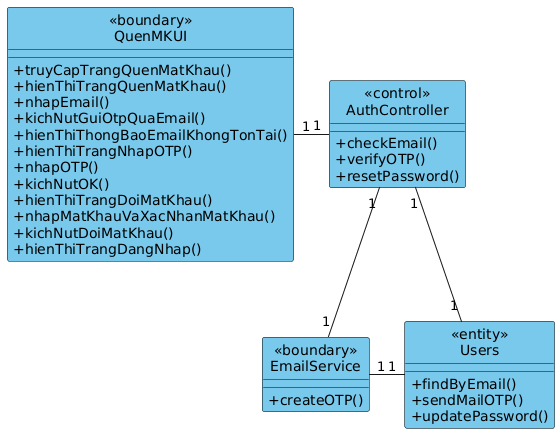 «boundary»
QuenMKUI
+truyCapTrangQuenMatKhau()
+hienThiTrangQuenMatKhau()
+nhapEmail()
+kichNutGuiOtpQuaEmail()
+hienThiThongBaoEmailKhongTonTai()
+hienThiTrangNhapOTP()
+nhapOTP()
+kichNutOK()
+hienThiTrangDoiMatKhau()
+nhapMatKhauVaXacNhanMatKhau()
+kichNutDoiMatKhau()
+hienThiTrangDangNhap()
1 1
«control»
AuthController
+checkEmail()
+verifyOTP()
+resetPassword()
1 1
1 1
«boundary»
EmailService
+createOTP()
1 1
«entity»
Users
+findByEmail()
+sendMailOTP()
+updatePassword()